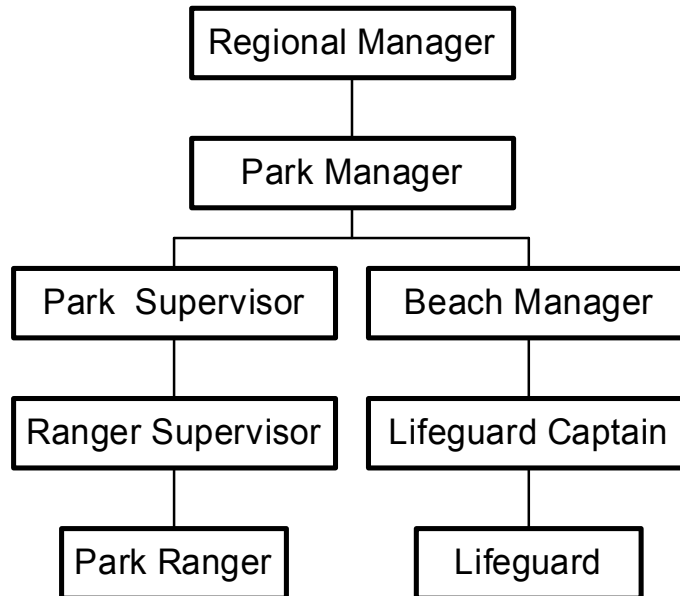 Regional Manager
Park Manager
Park Supervisor
Beach Manager
Ranger Supervisor
Lifeguard Captain
Park Ranger
Lifeguard